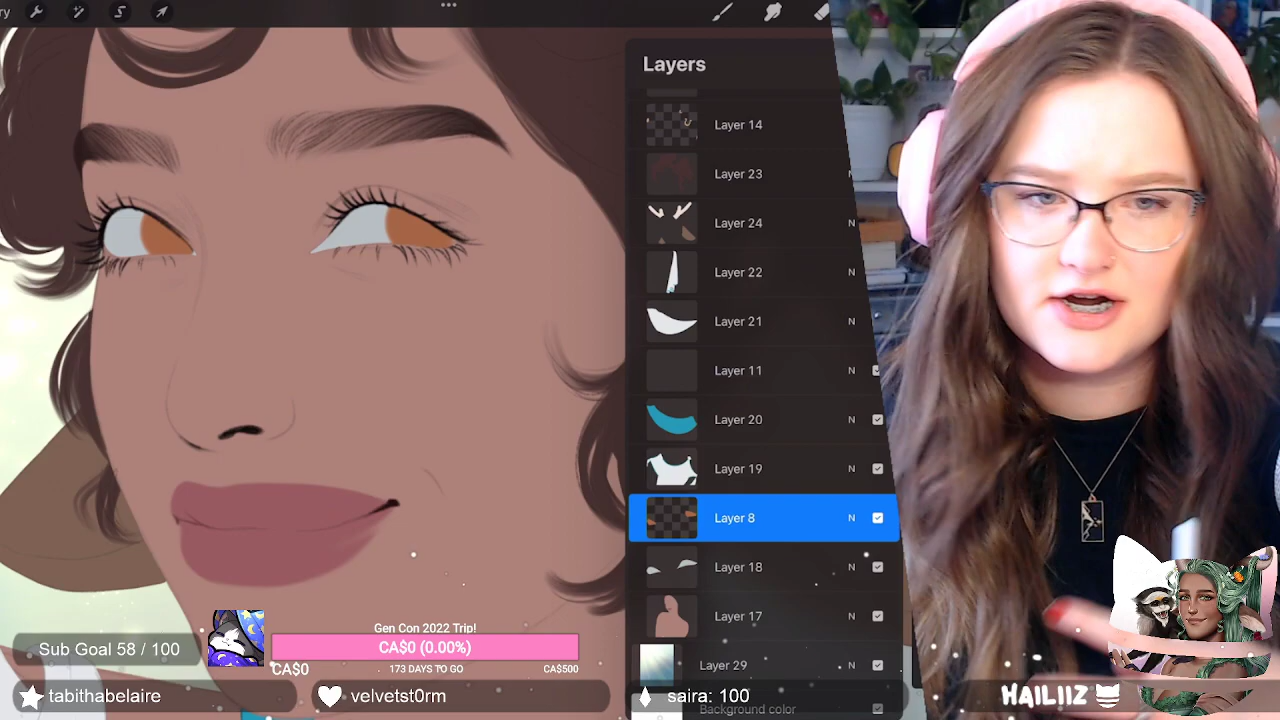 ry
Layers
Layer 14
Layer 23
N
Layer 24
N
Layer 22
N
Layer 21
N
Layer 11
N
Layer 20
N
Layer 19
N
Layer 8
N
Layer 18
N
Layer 17
N
Layer 29
N
Background color
Sub Goal 58 / 100
Gen Con 2022 Trip!
CA$0 (0.00%)
CA$0
173 DAYS TO GO
CA$500
tabithabelaire
velvetst0rm
saira: 100
HAILIIZ